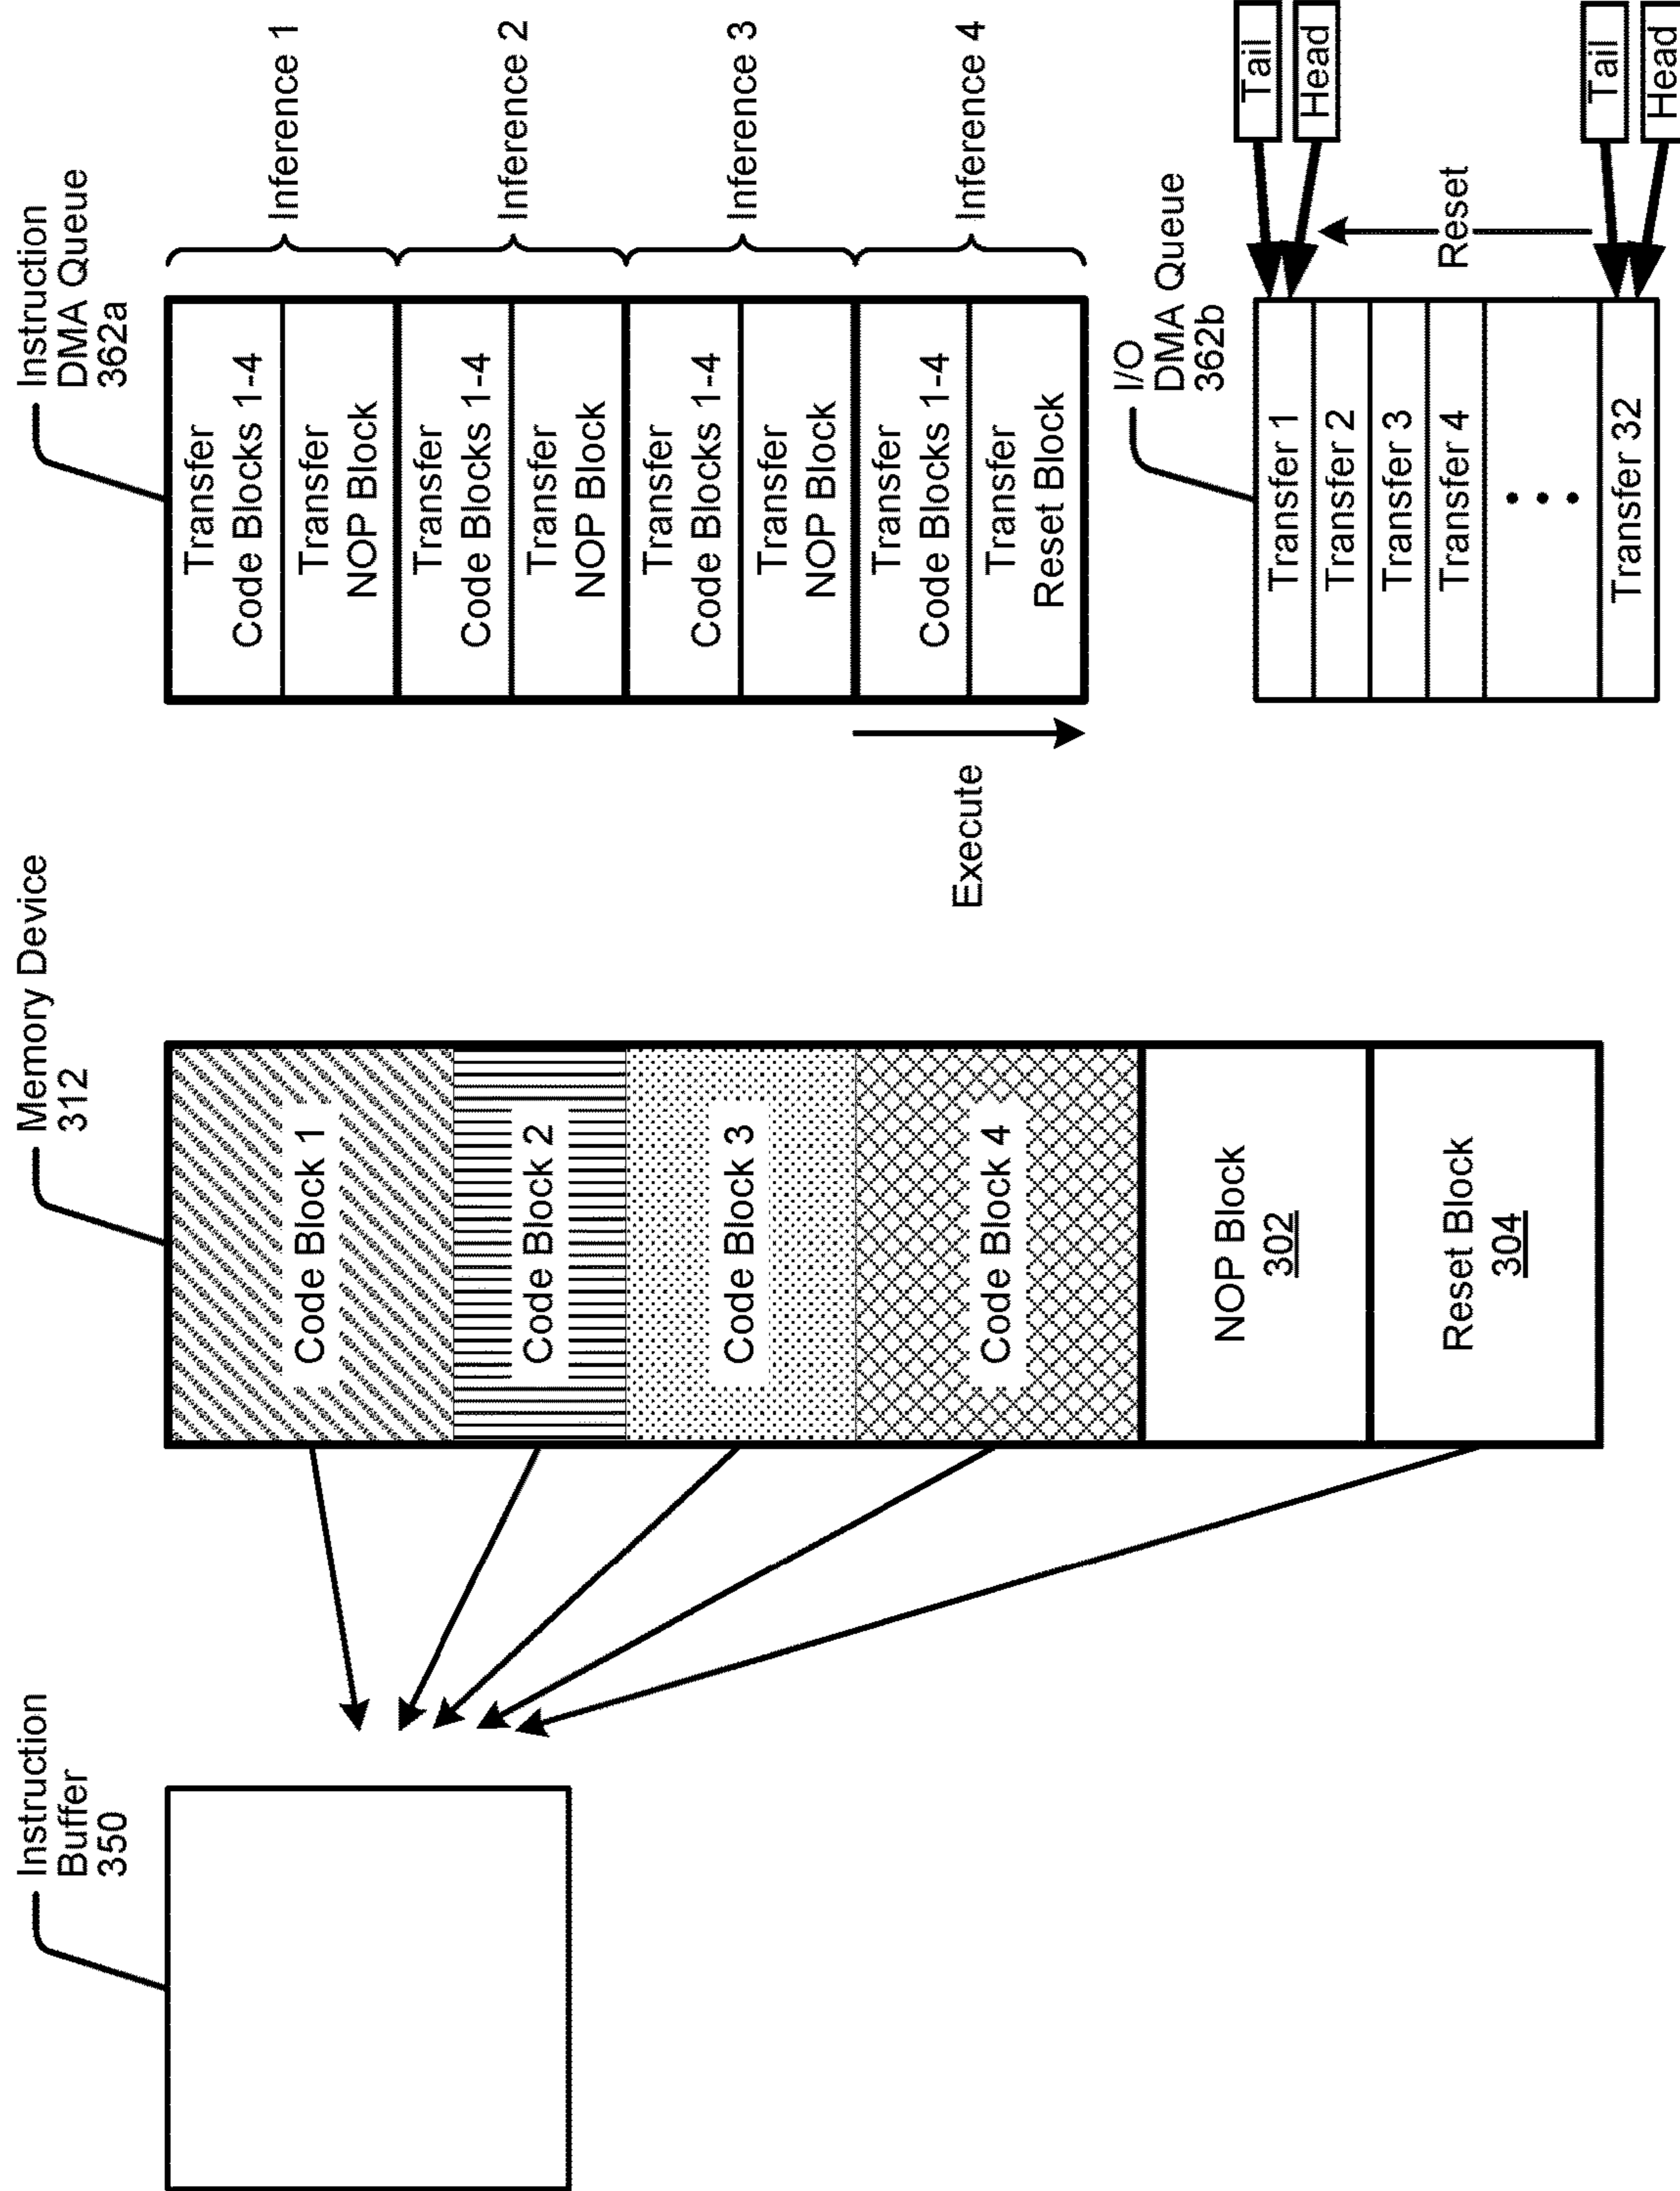 Instruction
Buffer
350
Memory Device
312
Code Block 1
Code Block 2
Code Block 3
Code Block 4
NOP Block
302
Reset Block
304
Instruction
DMA Queue
362a
Transfer
Code Blocks 1-4
Transfer
NOP Block
Transfer
Code Blocks 1-4
Transfer
NOP Block
Transfer
Code Blocks 1-4
Transfer
NOP Block
Transfer
Code Blocks 1-4
Transfer
Reset Block
Inference 1
Inference 2
Inference 3
Inference 4
Execute
I/O
DMA Queue
362b
Transfer 1
Transfer 2
Transfer 3
Transfer 4
Transfer 32
Tail
Head
Reset
Tail
Head